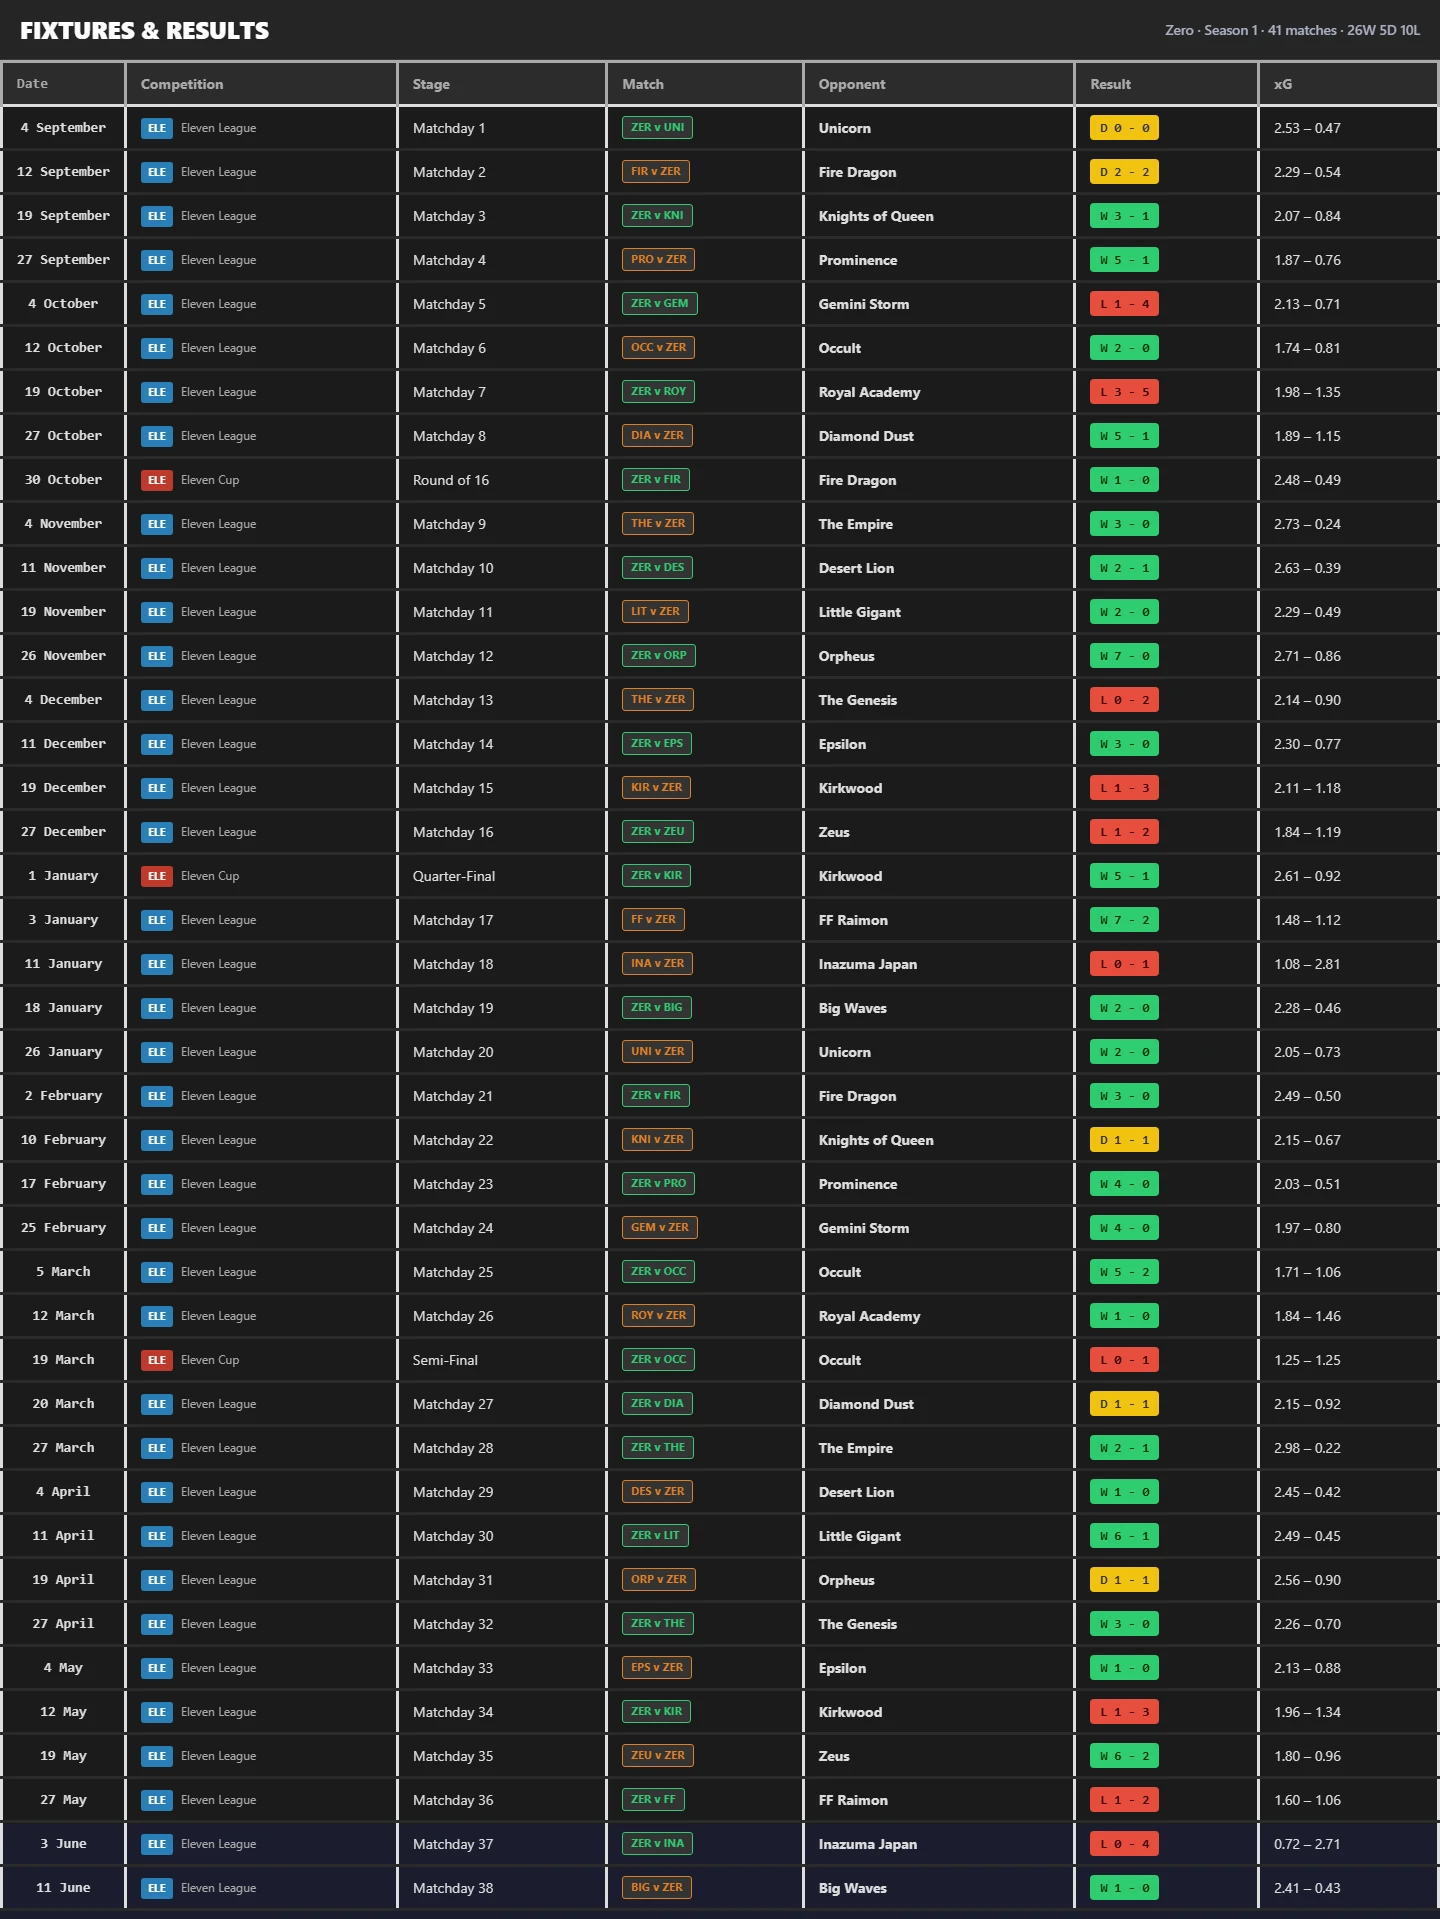 FIXTURES & RESULTS
Zero · Season 1 · 41 matches · 26W 5D 10L
Date Competition Stage Match Opponent Result xG
4 September ELE Eleven League Matchday 1 ZER v UNI Unicorn D 0 - 0 2.53 – 0.47
12 September ELE Eleven League Matchday 2 FIR v ZER Fire Dragon D 2 - 2 2.29 – 0.54
19 September ELE Eleven League Matchday 3 ZER v KNI Knights of Queen W 3 - 1 2.07 – 0.84
27 September ELE Eleven League Matchday 4 PRO v ZER Prominence W 5 - 1 1.87 – 0.76
4 October ELE Eleven League Matchday 5 ZER v GEM Gemini Storm L 1 - 4 2.13 – 0.71
12 October ELE Eleven League Matchday 6 OCC v ZER Occult W 2 - 0 1.74 – 0.81
19 October ELE Eleven League Matchday 7 ZER v ROY Royal Academy L 3 - 5 1.98 – 1.35
27 October ELE Eleven League Matchday 8 DIA v ZER Diamond Dust W 5 - 1 1.89 – 1.15
30 October ELE Eleven Cup Round of 16 ZER v FIR Fire Dragon W 1 - 0 2.48 – 0.49
4 November ELE Eleven League Matchday 9 THE v ZER The Empire W 3 - 0 2.73 – 0.24
11 November ELE Eleven League Matchday 10 ZER v DES Desert Lion W 2 - 1 2.63 – 0.39
19 November ELE Eleven League Matchday 11 LIT v ZER Little Gigant W 2 - 0 2.29 – 0.49
26 November ELE Eleven League Matchday 12 ZER v ORP Orpheus W 7 - 0 2.71 – 0.86
4 December ELE Eleven League Matchday 13 THE v ZER The Genesis L 0 - 2 2.14 – 0.90
11 December ELE Eleven League Matchday 14 ZER v EPS Epsilon W 3 - 0 2.30 – 0.77
19 December ELE Eleven League Matchday 15 KIR v ZER Kirkwood L 1 - 3 2.11 – 1.18
27 December ELE Eleven League Matchday 16 ZER v ZEU Zeus L 1 - 2 1.84 – 1.19
1 January ELE Eleven Cup Quarter-Final ZER v KIR Kirkwood W 5 - 1 2.61 – 0.92
3 January ELE Eleven League Matchday 17 FF v ZER FF Raimon W 7 - 2 1.48 – 1.12
11 January ELE Eleven League Matchday 18 INA v ZER Inazuma Japan L 0 - 1 1.08 – 2.81
18 January ELE Eleven League Matchday 19 ZER v BIG Big Waves W 2 - 0 2.28 – 0.46
26 January ELE Eleven League Matchday 20 UNI v ZER Unicorn W 2 - 0 2.05 – 0.73
2 February ELE Eleven League Matchday 21 ZER v FIR Fire Dragon W 3 - 0 2.49 – 0.50
10 February ELE Eleven League Matchday 22 KNI v ZER Knights of Queen D 1 - 1 2.15 – 0.67
17 February ELE Eleven League Matchday 23 ZER v PRO Prominence W 4 - 0 2.03 – 0.51
25 February ELE Eleven League Matchday 24 GEM v ZER Gemini Storm W 4 - 0 1.97 – 0.80
5 March ELE Eleven League Matchday 25 ZER v OCC Occult W 5 - 2 1.71 – 1.06
12 March ELE Eleven League Matchday 26 ROY v ZER Royal Academy W 1 - 0 1.84 – 1.46
19 March ELE Eleven Cup Semi-Final ZER v OCC Occult L 0 - 1 1.25 – 1.25
20 March ELE Eleven League Matchday 27 ZER v DIA Diamond Dust D 1 - 1 2.15 – 0.92
27 March ELE Eleven League Matchday 28 ZER v THE The Empire W 2 - 1 2.98 – 0.22
4 April ELE Eleven League Matchday 29 DES v ZER Desert Lion W 1 - 0 2.45 – 0.42
11 April ELE Eleven League Matchday 30 ZER v LIT Little Gigant W 6 - 1 2.49 – 0.45
19 April ELE Eleven League Matchday 31 ORP v ZER Orpheus D 1 - 1 2.56 – 0.90
27 April ELE Eleven League Matchday 32 ZER v THE The Genesis W 3 - 0 2.26 – 0.70
4 May ELE Eleven League Matchday 33 EPS v ZER Epsilon W 1 - 0 2.13 – 0.88
12 May ELE Eleven League Matchday 34 ZER v KIR Kirkwood L 1 - 3 1.96 – 1.34
19 May ELE Eleven League Matchday 35 ZEU v ZER Zeus W 6 - 2 1.80 – 0.96
27 May ELE Eleven League Matchday 36 ZER v FF FF Raimon L 1 - 2 1.60 – 1.06
3 June ELE Eleven League Matchday 37 ZER v INA Inazuma Japan L 0 - 4 0.72 – 2.71
11 June ELE Eleven League Matchday 38 BIG v ZER Big Waves W 1 - 0 2.41 – 0.43